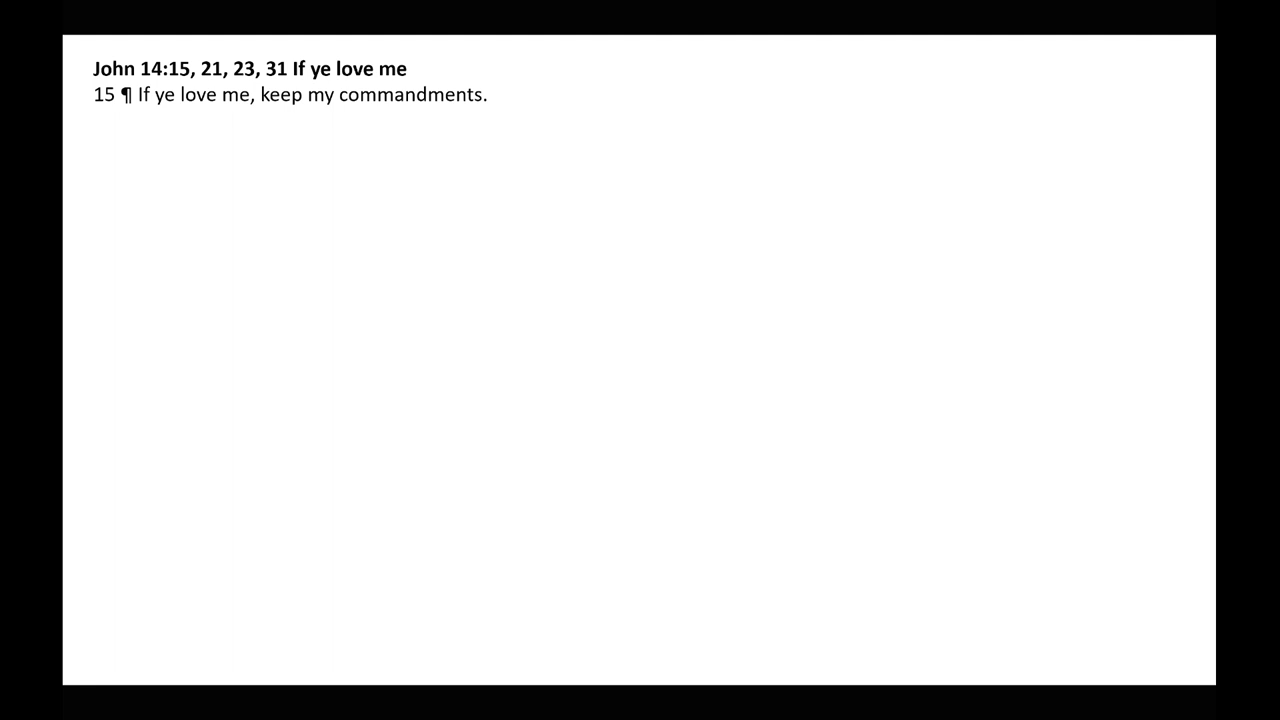 John 14:15, 21, 23, 31 If ye love me
15 ¶ If ye love me, keep my commandments.